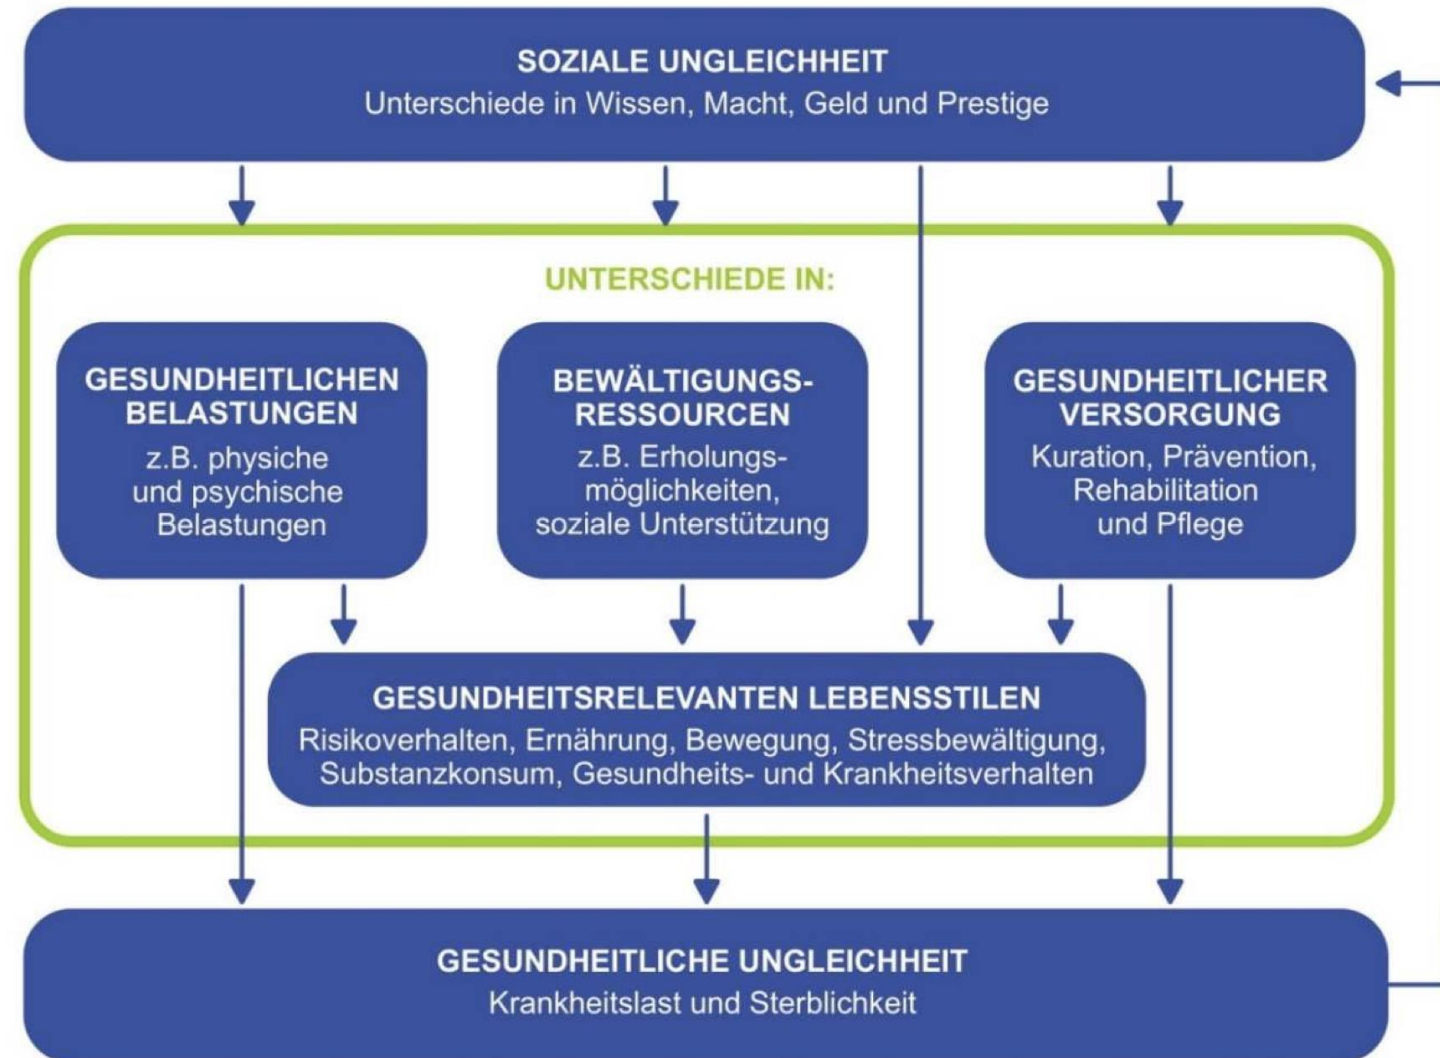 SOZIALE UNGLEICHHEIT
Unterschiede in Wissen, Macht, Geld und Prestige
UNTERSCHIEDE IN:
GESUNDHEITLICHEN
BELASTUNGEN
z.B. physiche
und psychische
Belastungen
BEWÄLTIGUNGS-
RESSOURCEN
z.B. Erholungs-
möglichkeiten,
soziale Unterstützung
GESUNDHEITLICHER
VERSORGUNG
Kuration, Prävention,
Rehabilitation
und Pflege
GESUNDHEITSRELEVANTEN LEBENSSTILEN
Risikoverhalten, Ernährung, Bewegung, Stressbewältigung,
Substanzkonsum, Gesundheits- und Krankheitsverhalten
GESUNDHEITLICHE UNGLEICHHEIT
Krankheitslast und Sterblichkeit